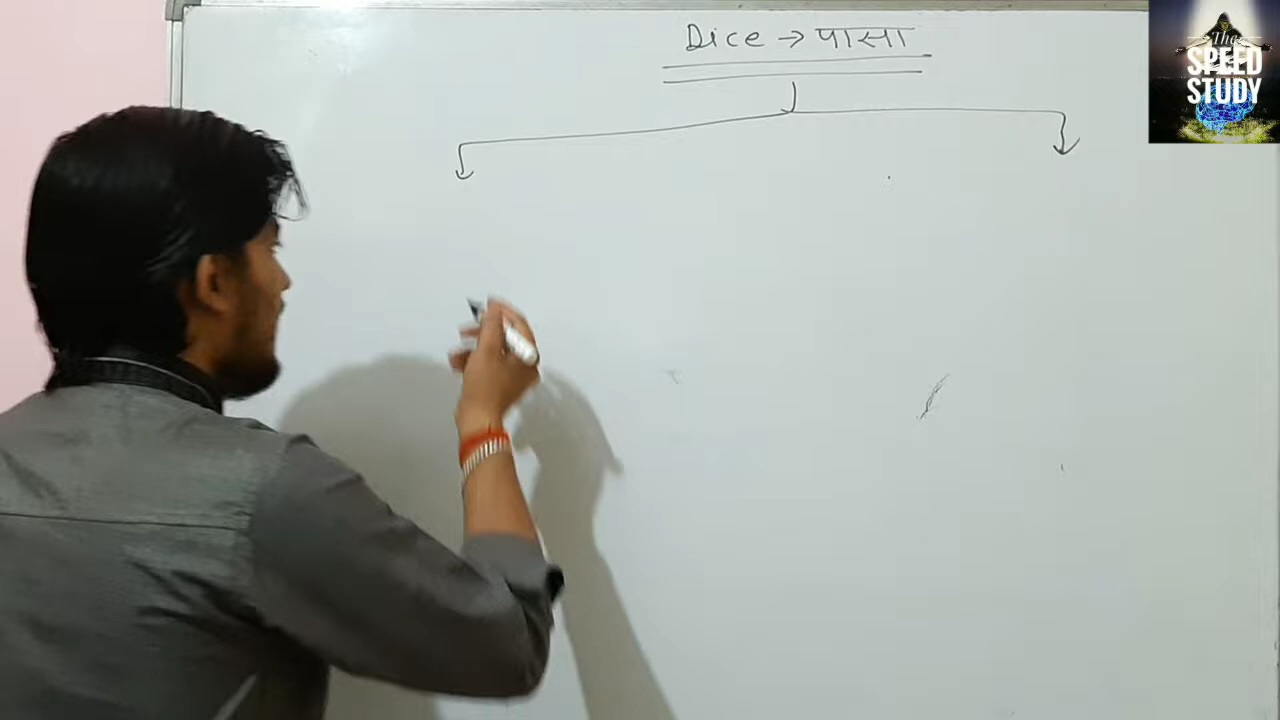 Dice → पासा
The
SPEED
STUDY